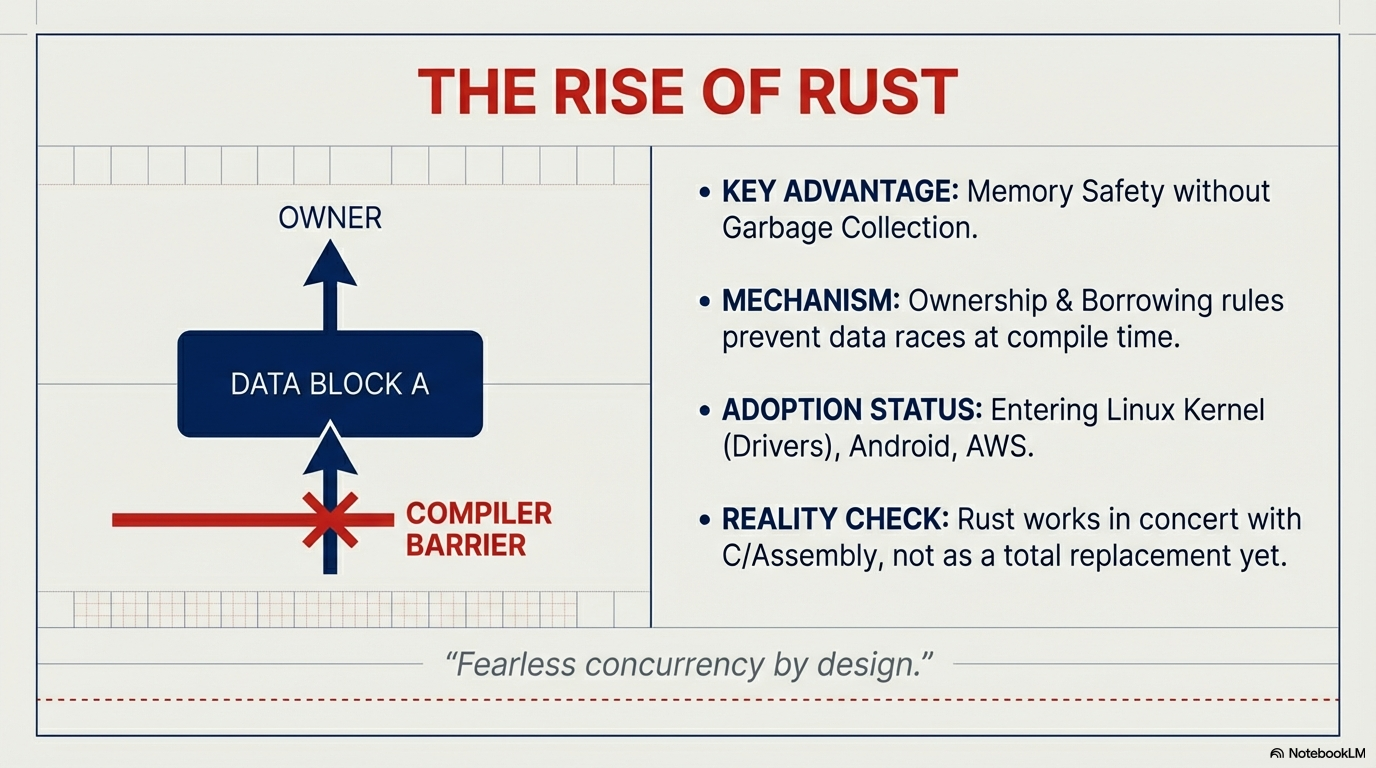 THE RISE OF RUST
OWNER
DATA BLOCK A
COMPILER
BARRIER
• KEY ADVANTAGE: Memory Safety without
Garbage Collection.
• MECHANISM: Ownership & Borrowing rules
prevent data races at compile time.
• ADOPTION STATUS: Entering Linux Kernel
(Drivers), Android, AWS.
• REALITY CHECK: Rust works in concert with
C/Assembly, not as a total replacement yet.
“Fearless concurrency by design.”
NotebookLM